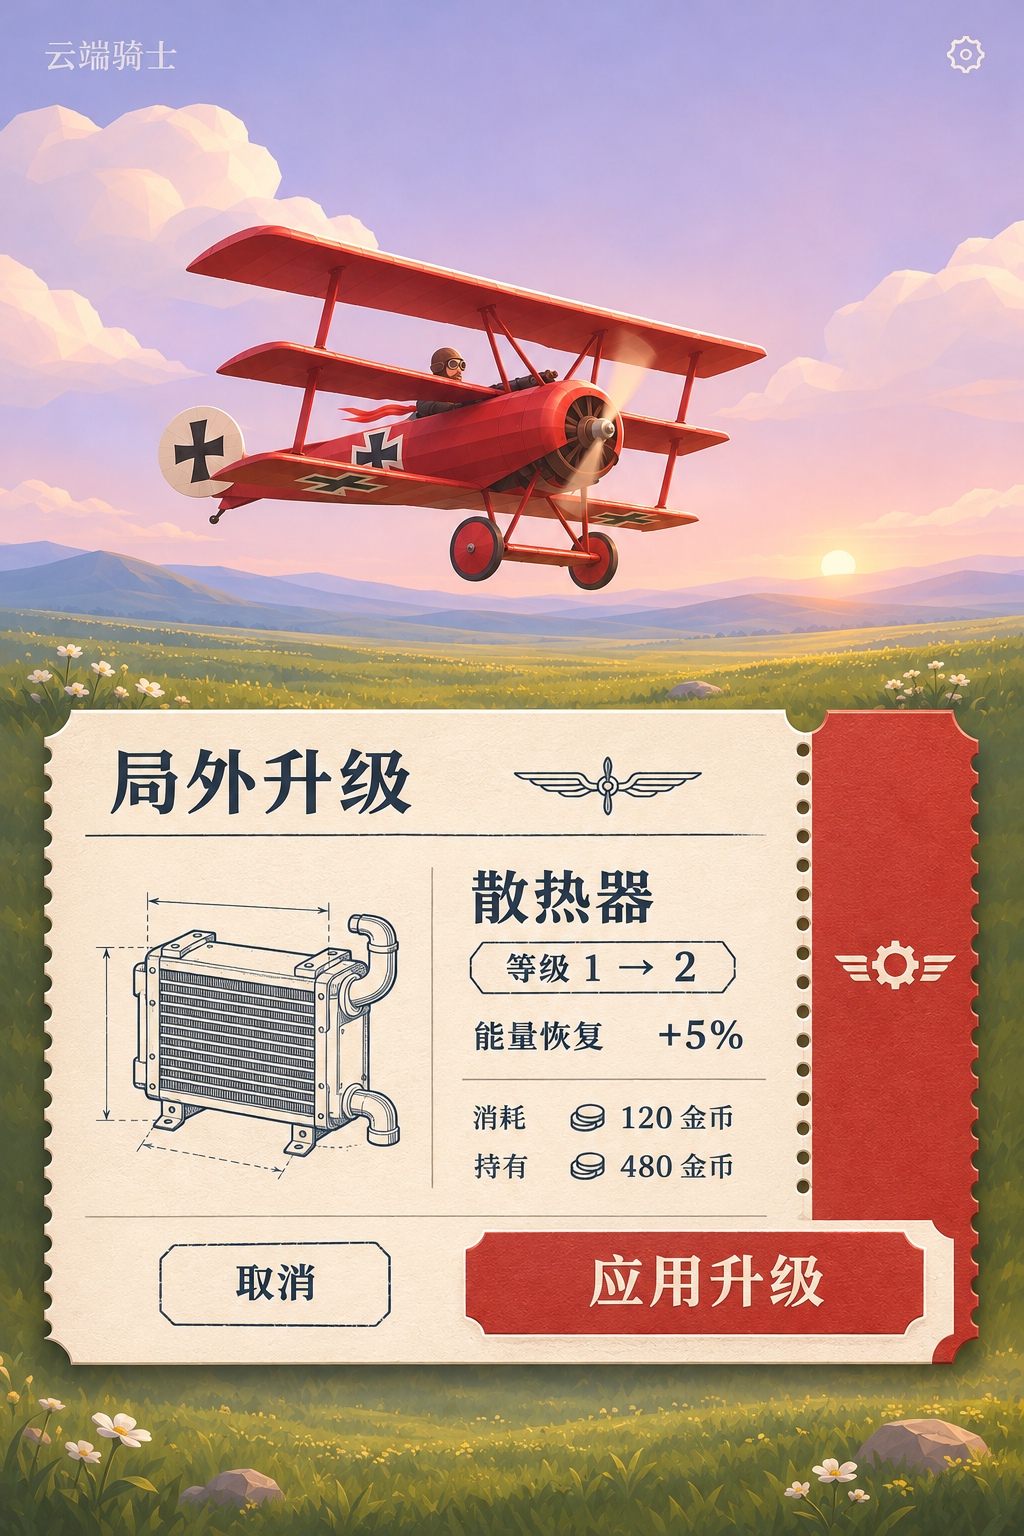 云端骑士
局外升级
散热器
等级 1 → 2
能量恢复 +5%
消耗 120 金币
持有 480 金币
取消
应用升级